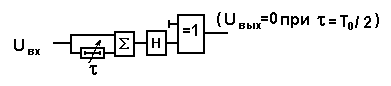 (U вых=0 при τ=T₀/2)
U вх
Σ
H
=1
τ